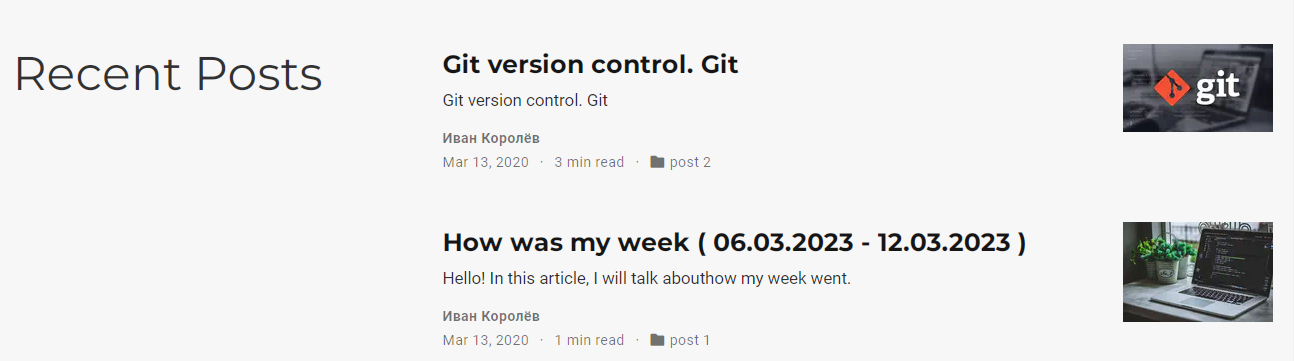 Recent Posts
Git version control. Git
Git version control. Git
Иван Королёв
Mar 13, 2020 · 3 min read · post 2
git
How was my week ( 06.03.2023 - 12.03.2023 )
Hello! In this article, I will talk abouthow my week went.
Иван Королёв
Mar 13, 2020 · 1 min read · post 1